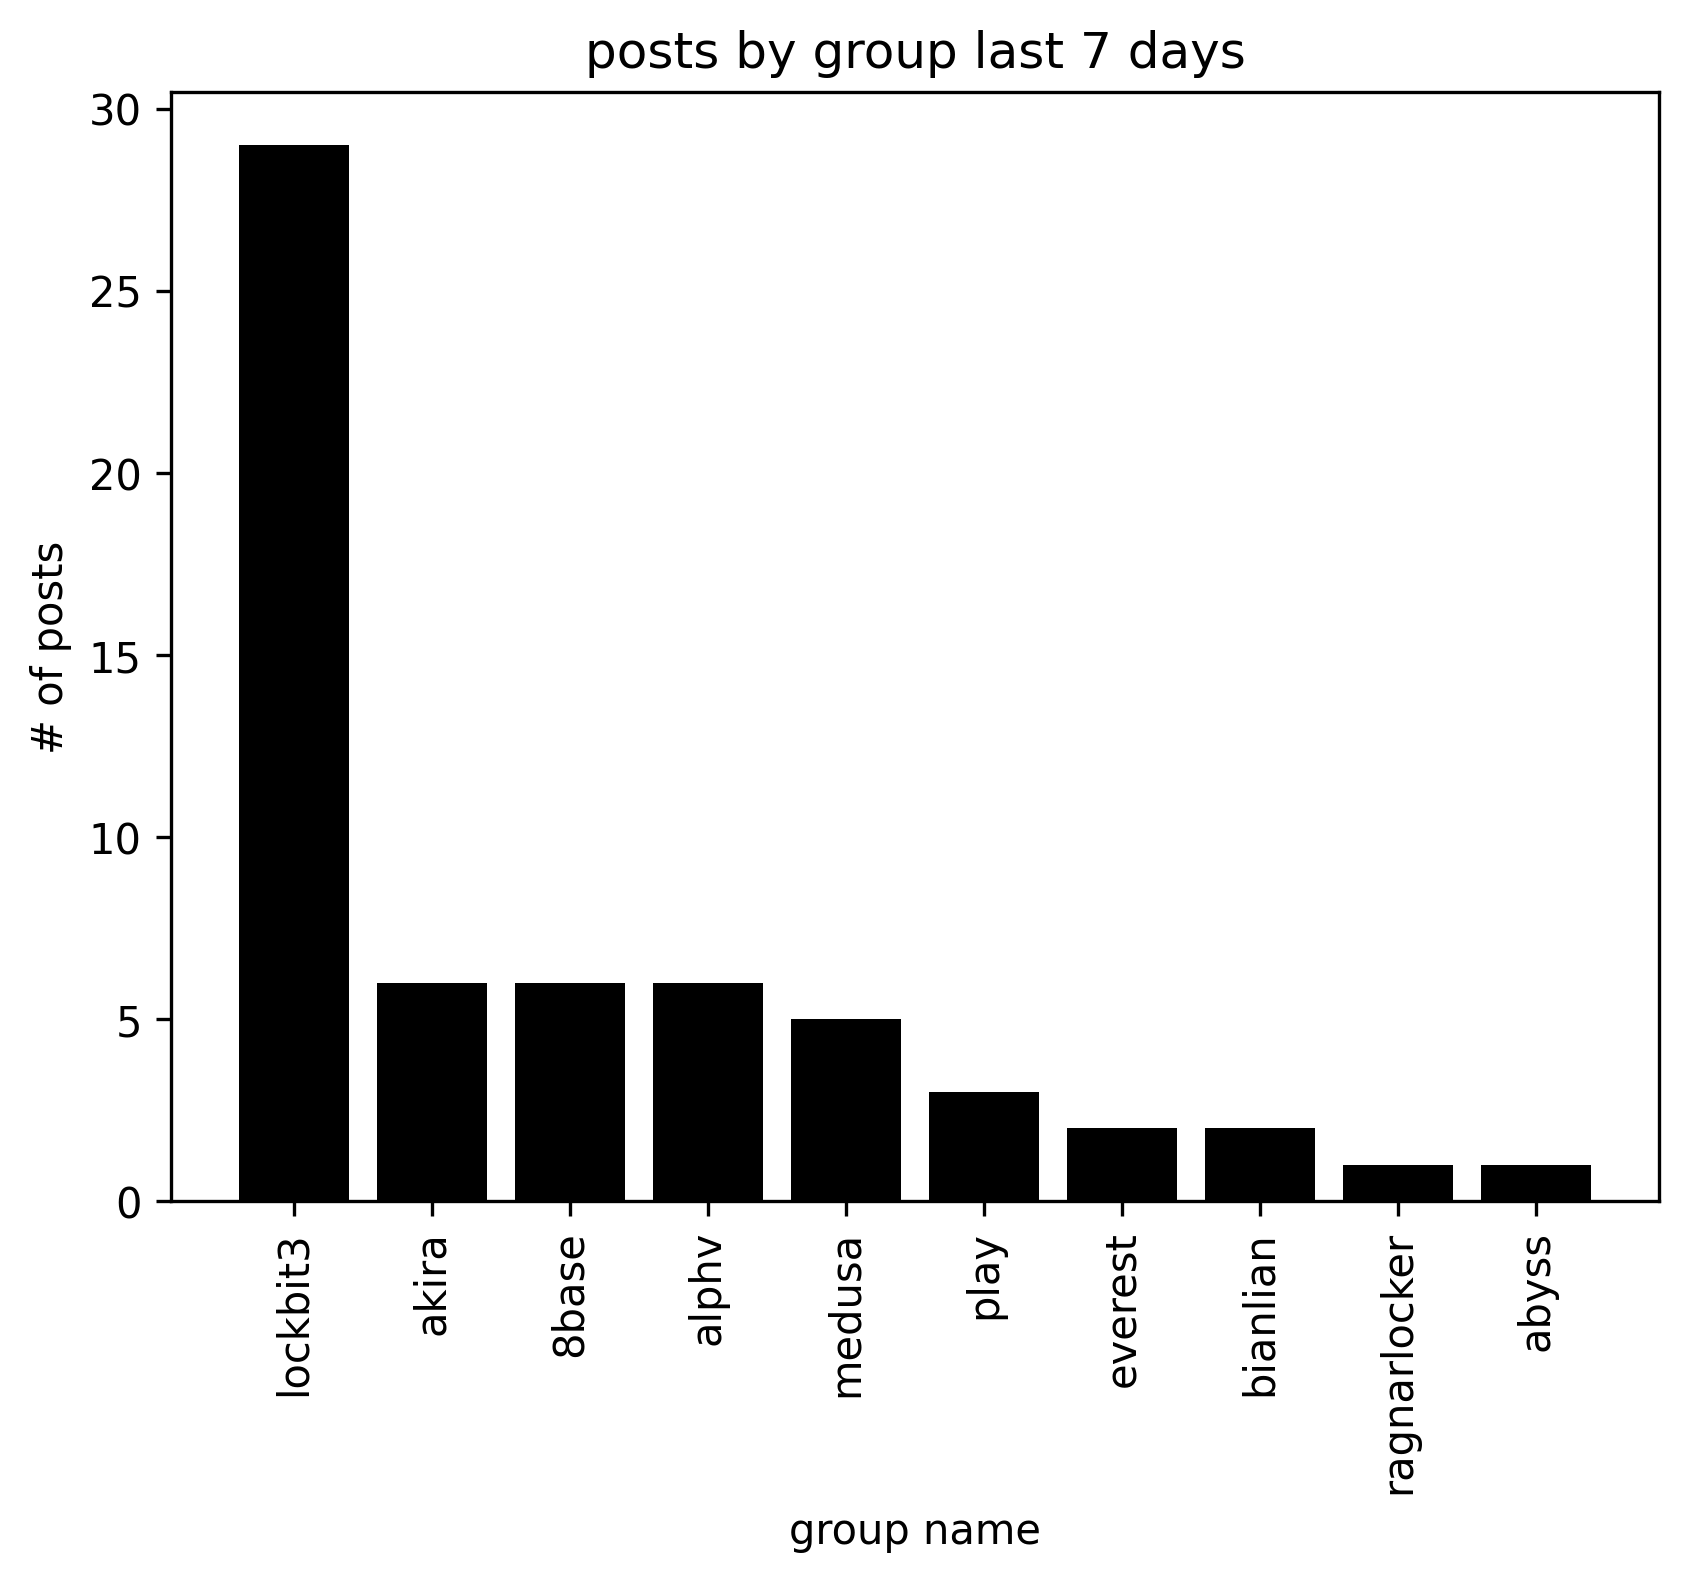 posts by group last 7 days
30
25
20
15
10
5
0
# of posts
lockbit3
akira
8base
alphv
medusa
play
everest
bianlian
ragnarlocker
abyss
group name